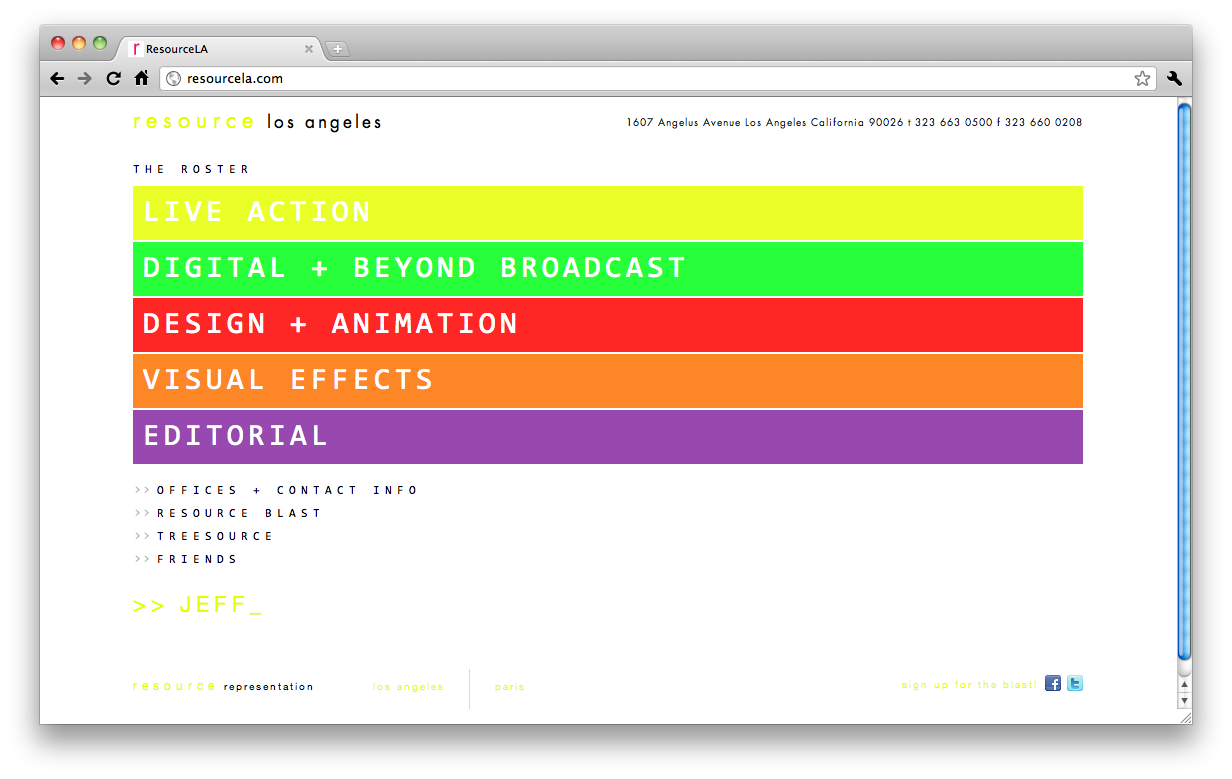 ResourceLA
resourcela.com
resource los angeles
1607 Angelus Avenue Los Angeles California 90026 t 323 663 0500 f 323 660 0208
THE ROSTER
LIVE ACTION
DIGITAL + BEYOND BROADCAST
DESIGN + ANIMATION
VISUAL EFFECTS
EDITORIAL
>> OFFICES + CONTACT INFO
>> RESOURCE BLAST
>> TREESOURCE
>> FRIENDS
>> JEFF_
resource representation los angeles paris sign up for the blast!